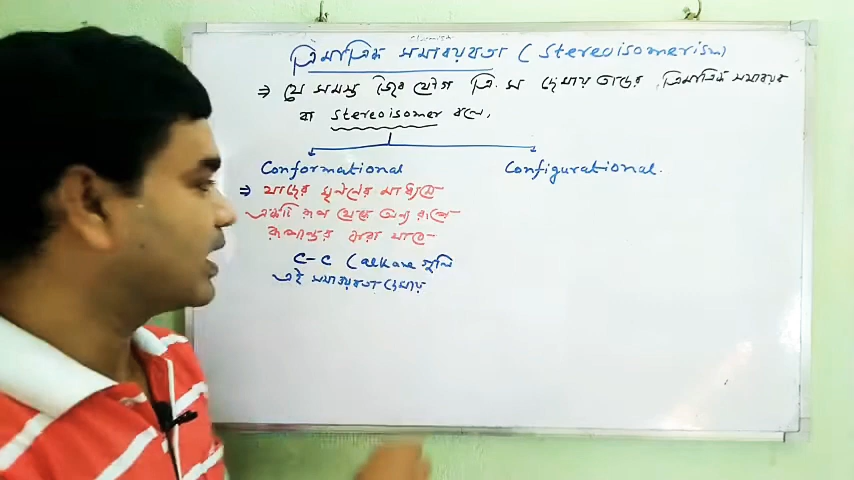 ত্রিমাত্রিক সমাবয়বতা (Stereoisomerism)
⇒ যে সমস্ত জৈব যৌগ ত্রি. স দেখায় তাদের ত্রিমাত্রিক সমাবয়ব
বা Stereoisomer বলে,
Conformational Configurational.
⇒ যাদের ঘূর্ণনের মাধ্যমে
একটি রূপ থেকে অন্য রূপে
রূপান্তর করা যাবে
C-C (alkane গুলি
এই সমাবয়বতা দেখায়